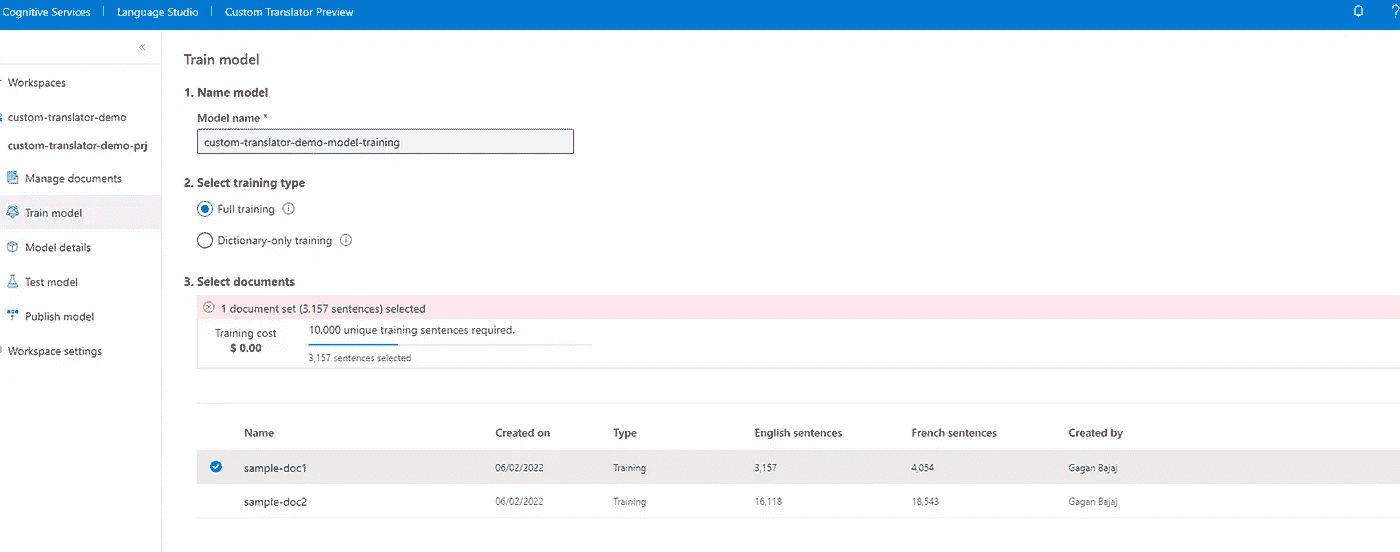 Cognitive Services | Language Studio | Custom Translator Preview
?
«
Workspaces
custom-translator-demo
custom-translator-demo-prj
Manage documents
Train model
Model details
Test model
Publish model
Workspace settings
Train model
1. Name model
Model name *
custom-translator-demo-model-training
2. Select training type
Full training
Dictionary-only training
3. Select documents
1 document set (3,157 sentences) selected
Training cost
$ 0.00
10.000 unique training sentences required.
3,157 sentences selected
Name Created on Type English sentences French sentences Created by
sample-doc1 06/02/2022 Training 3,157 4,054 Gagan Bajaj
sample-doc2 06/02/2022 Training 16,118 18,543 Gagan Bajaj